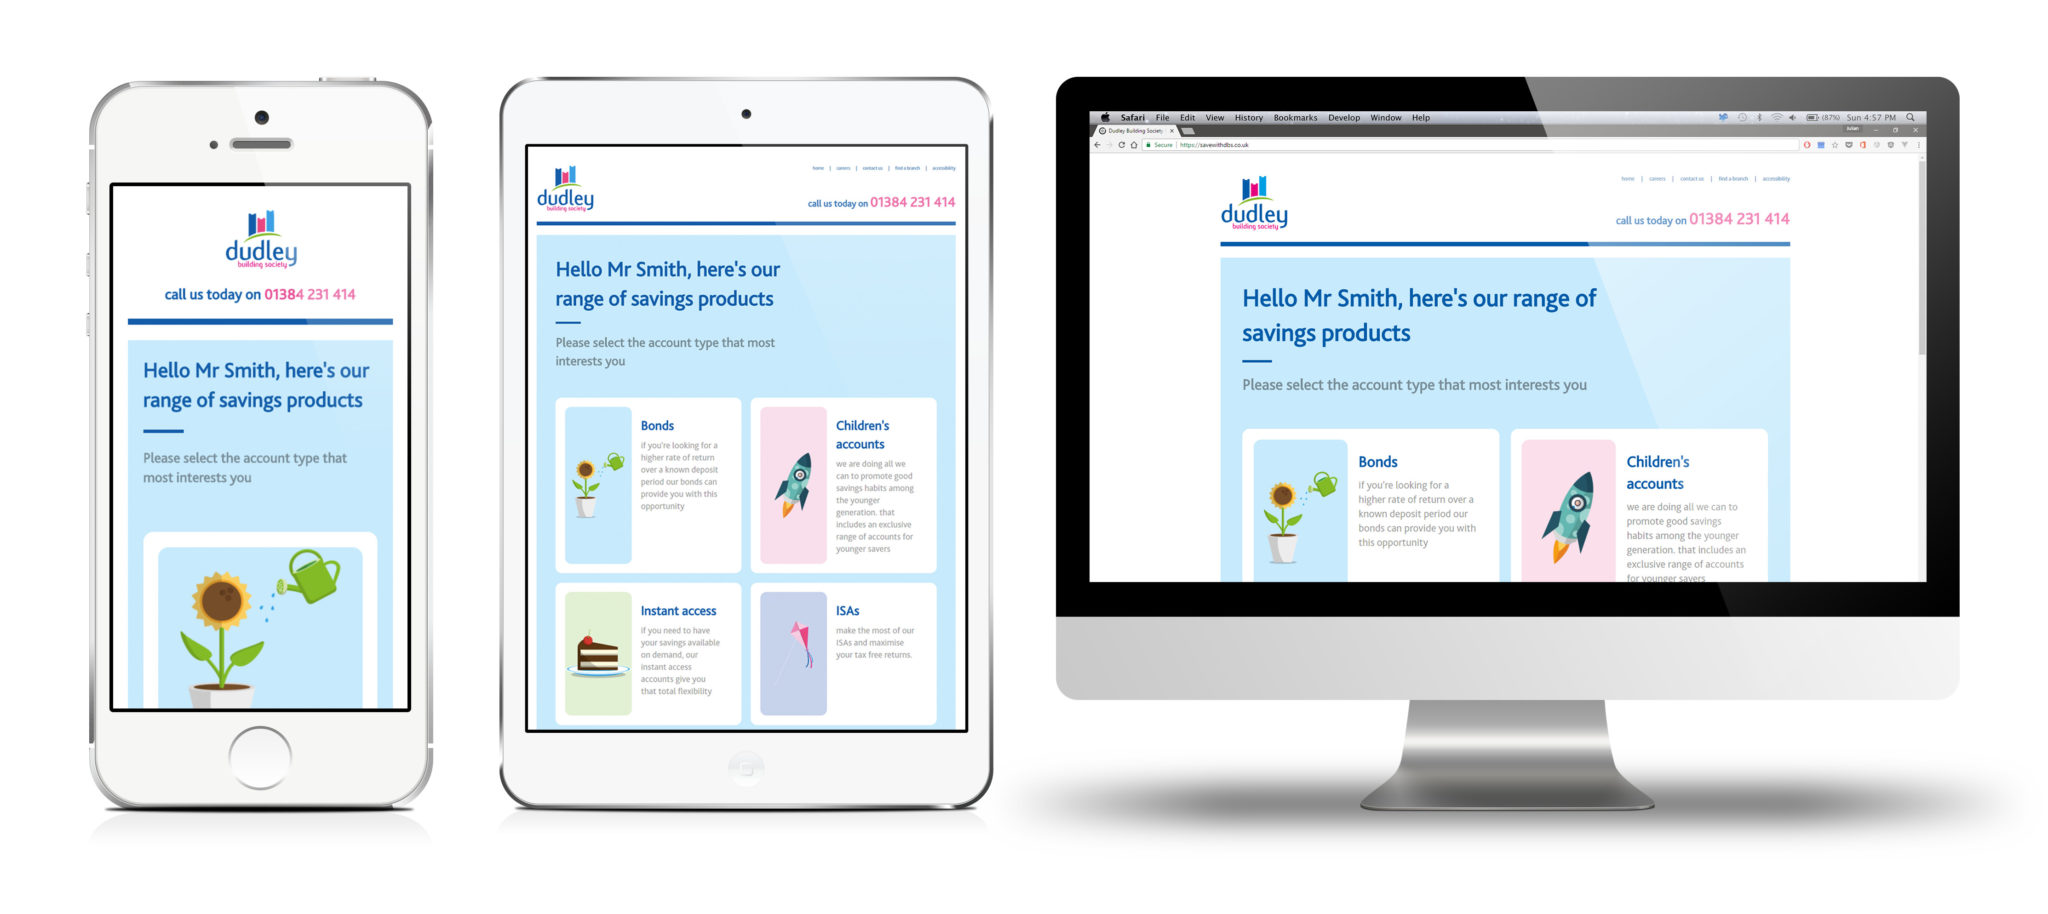 dudley
building society
call us today on 01384 231 414
Hello Mr Smith, here's our
range of savings products
Please select the account type that
most interests you
dudley
building society
home | careers | contact us | find a branch | accessibility
call us today on 01384 231 414
Hello Mr Smith, here's our
range of savings products
Please select the account type that most
interests you
Bonds
if you're looking for a
higher rate of return
over a known deposit
period our bonds can
provide you with this
opportunity
Children's
accounts
we are doing all we
can to promote good
savings habits among
the younger
generation. that
includes an exclusive
range of accounts for
younger savers
Instant access
if you need to have
your savings available
on demand, our
instant access
accounts give you
that total flexibility
ISAs
make the most of our
ISAs and maximise
your tax free returns.
Safari File Edit View History Bookmarks Develop Window Help (87%) Sun 4:57 PM
Dudley Building Society
Julian
Secure | https://savewithdbs.co.uk
dudley
building society
home | careers | contact us | find a branch | accessibility
call us today on 01384 231 414
Hello Mr Smith, here's our range of
savings products
Please select the account type that most interests you
Bonds
if you're looking for a
higher rate of return over a
known deposit period our
bonds can provide you with
this opportunity
Children's
accounts
we are doing all we can to
promote good savings
habits among the younger
generation. that includes an
exclusive range of accounts
for younger savers